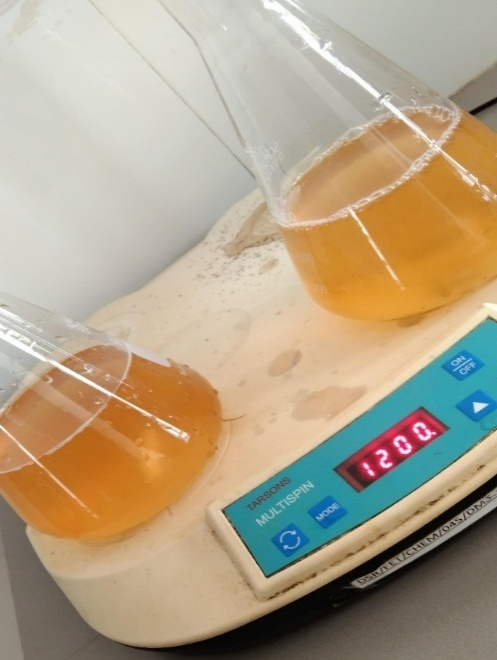 ON
OFF
1200.
TARSONS
MULTISPIN
MODE